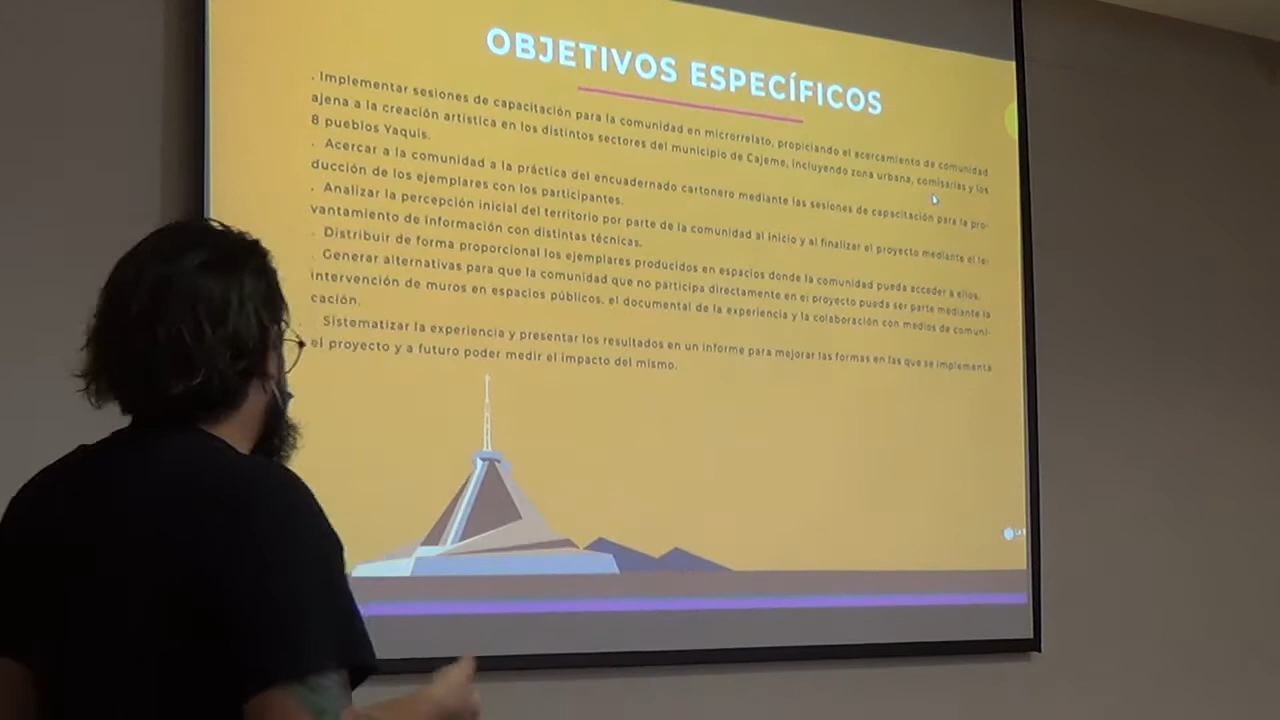 OBJETIVOS ESPECÍFICOS
. Implementar sesiones de capacitación para la comunidad en microrrelato, propiciando el acercamiento de comunidad
ajena a la creación artística en los distintos sectores del municipio de Cajeme, incluyendo zona urbana, comisarías y los
8 pueblos Yaquis.
. Acercar a la comunidad a la práctica del encuadernado cartonero mediante las sesiones de capacitación para la pro-
ducción de los ejemplares con los participantes.
. Analizar la percepción inicial del territorio por parte de la comunidad al inicio y al finalizar el proyecto mediante el le-
vantamiento de información con distintas técnicas.
. Distribuir de forma proporcional los ejemplares producidos en espacios donde la comunidad pueda acceder a ellos.
. Generar alternativas para que la comunidad que no participa directamente en el proyecto pueda ser parte mediante la
intervención de muros en espacios públicos, el documental de la experiencia y la colaboración con medios de comuni-
cación.
. Sistematizar la experiencia y presentar los resultados en un informe para mejorar las formas en las que se implementa
el proyecto y a futuro poder medir el impacto del mismo.